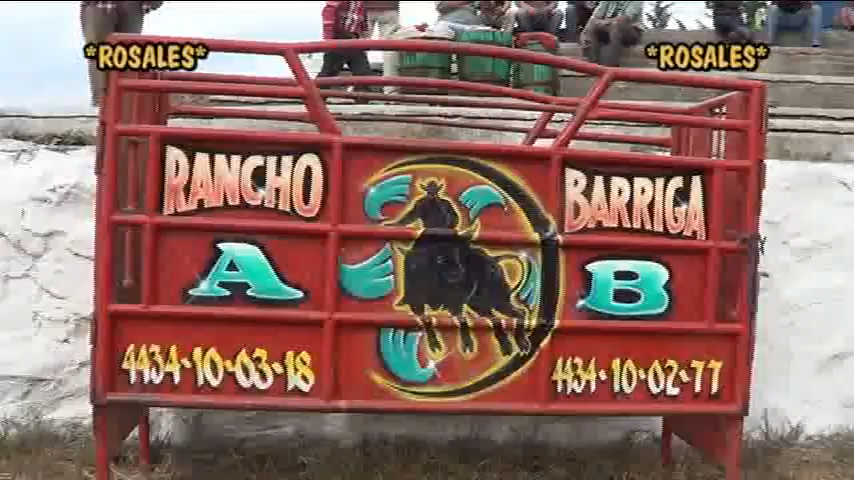 *ROSALES* *ROSALES*
RANCHO BARRIGA
A B
4434-10-03-18 4434-10-02-77